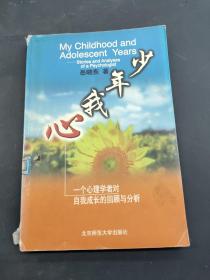 My Childhood and
Adolescent Years
Stories and Analyses
of a Psychologist
岳晓东 著
少年我心
一个心理学者对
自我成长的回顾与分析
北京师范大学出版社